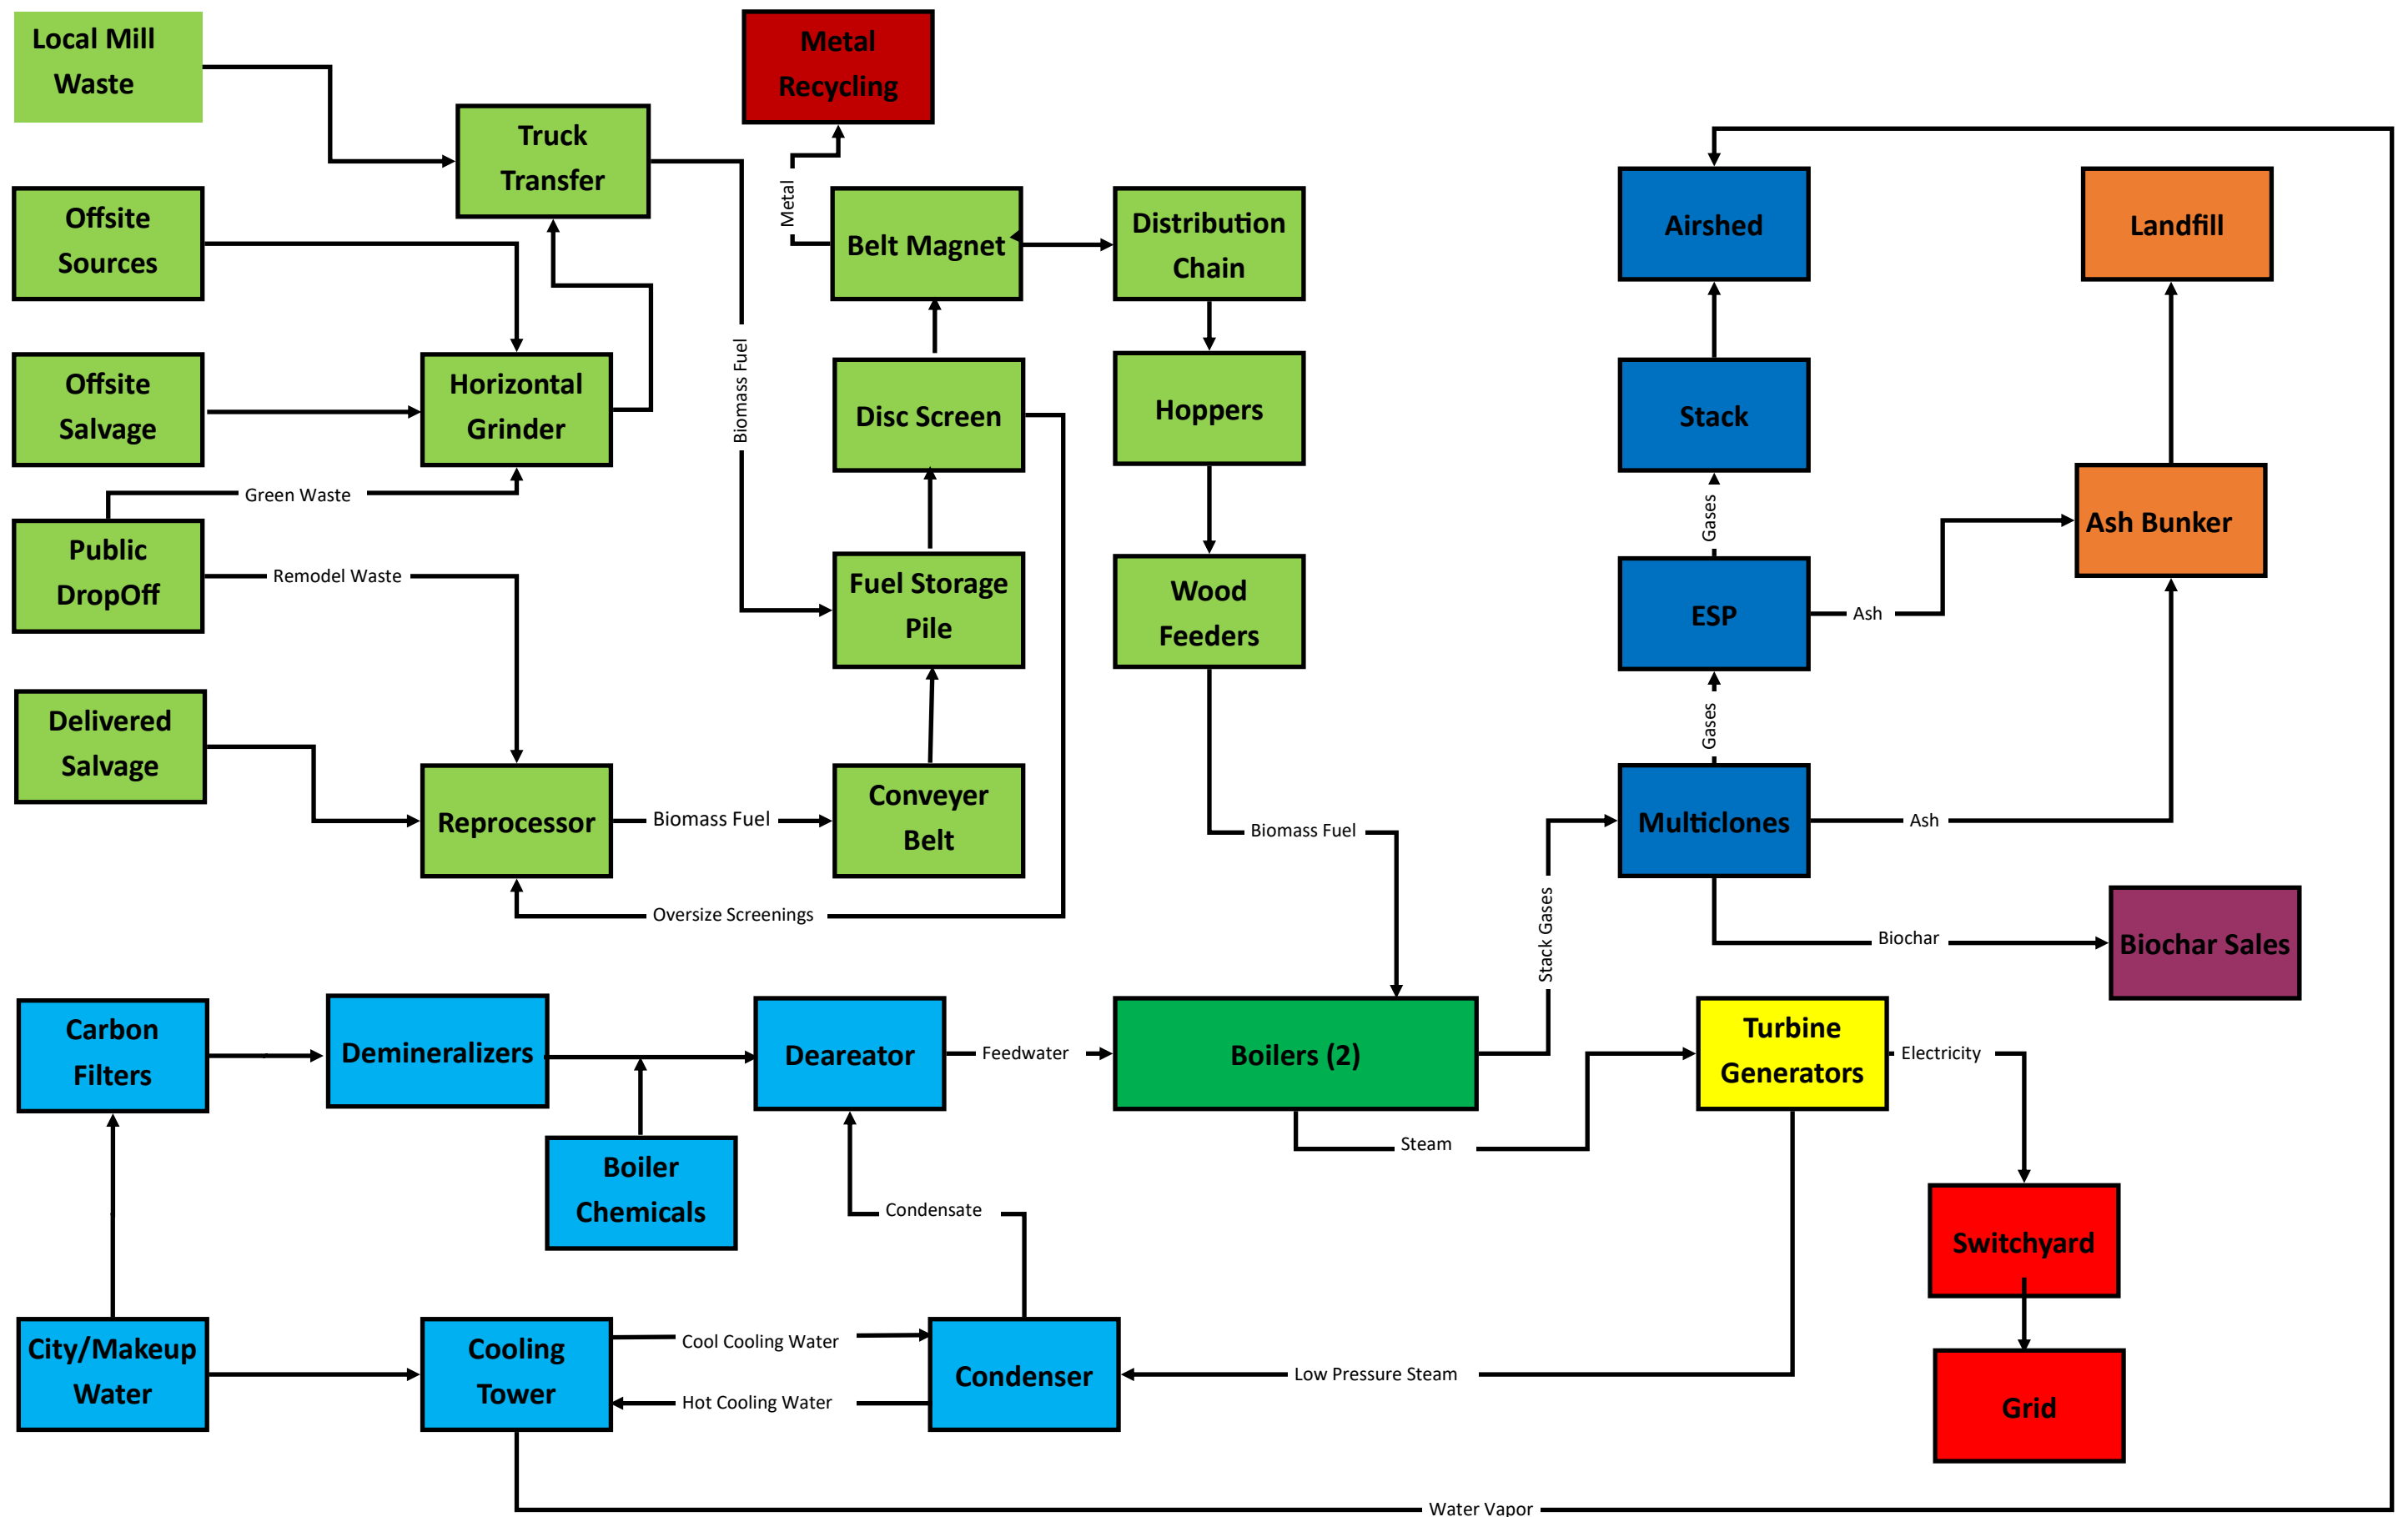 Local Mill
Waste
Metal
Recycling
Truck
Transfer
Offsite
Sources
Metal
Belt Magnet
Distribution
Chain
Airshed
Landfill
Offsite
Salvage
Horizontal
Grinder
Biomass Fuel
Disc Screen
Hoppers
Stack
Green Waste
Gases
Ash Bunker
Public
DropOff
Remodel Waste
Fuel Storage
Pile
Wood
Feeders
ESP
Ash
Delivered
Salvage
Gases
Reprocessor
Biomass Fuel
Conveyer
Belt
Biomass Fuel
Multiclones
Ash
Oversize Screenings
Stack Gases
Biochar
Biochar Sales
Carbon
Filters
Demineralizers
Deareator
Feedwater
Boilers (2)
Turbine
Generators
Electricity
Boiler
Chemicals
Steam
Condensate
Switchyard
City/Makeup
Water
Cooling
Tower
Cool Cooling Water
Hot Cooling Water
Condenser
Low Pressure Steam
Grid
Water Vapor